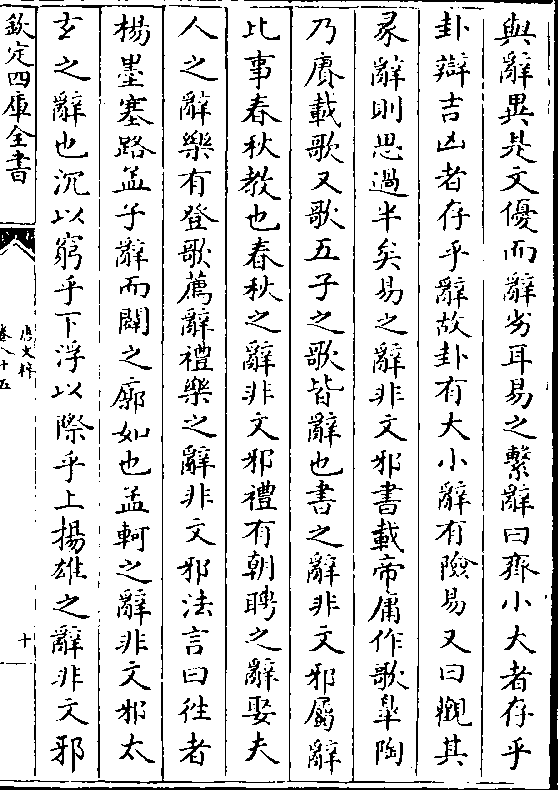 與辭異是文優而辭劣耳易之繫辭曰齊小大者存乎
卦辯吉凶者存乎辭故卦有大小辭有險易又曰觀其
彖辭則思過半矣易之辭非文邪書載帝庸作歌臯陶
乃賡載歌又歌五子之歌皆辭也書之辭非文邪屬辭
比事春秋教也春秋之辭非文邪禮有朝聘之辭娶夫
人之辭樂有登歌薦辭禮樂之辭非文邪法言曰徃者
楊墨塞路孟子辭而闢之廓如也孟軻之辭非文邪太
玄之辭也沉以窮乎下浮以際乎上揚雄之辭非文邪
欽定四庫全書
唐文粹
卷八十五
十